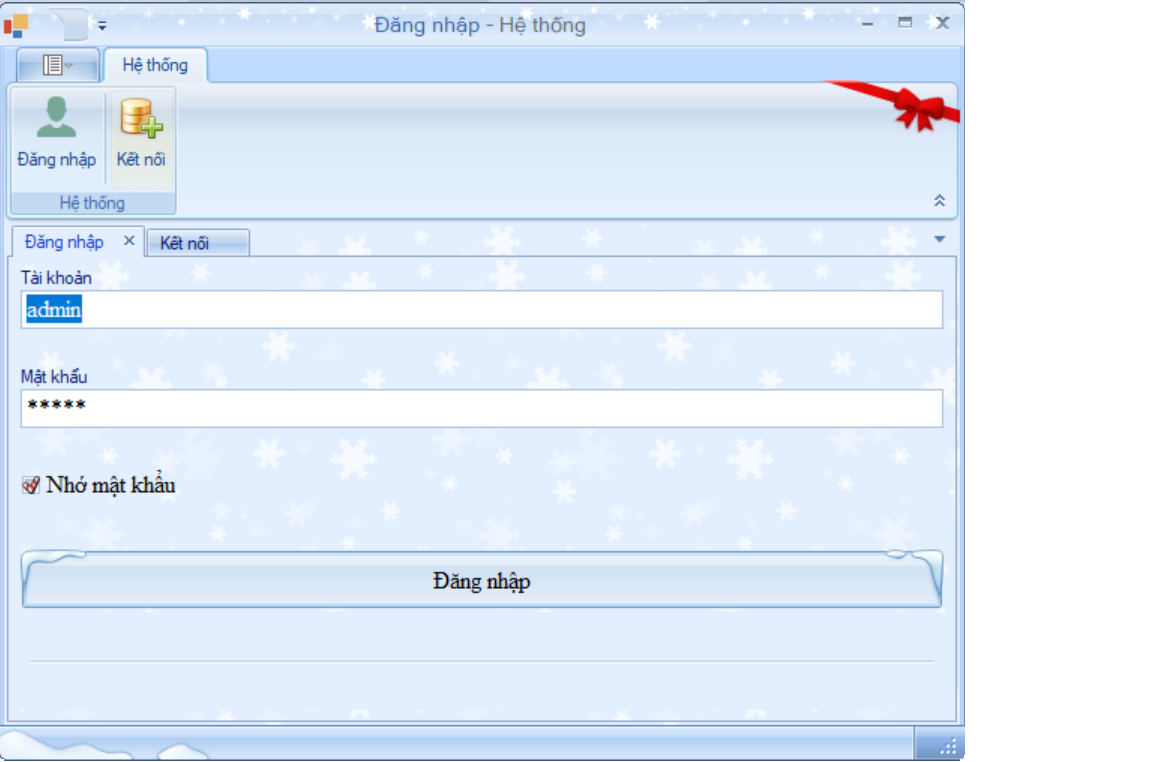 Đăng nhập - Hệ thống
Hệ thống
Đăng nhập
Kết nối
Hệ thống
Đăng nhập
Kết nối
Tài khoản
admin
Mật khẩu
*****
Nhớ mật khẩu
Đăng nhập